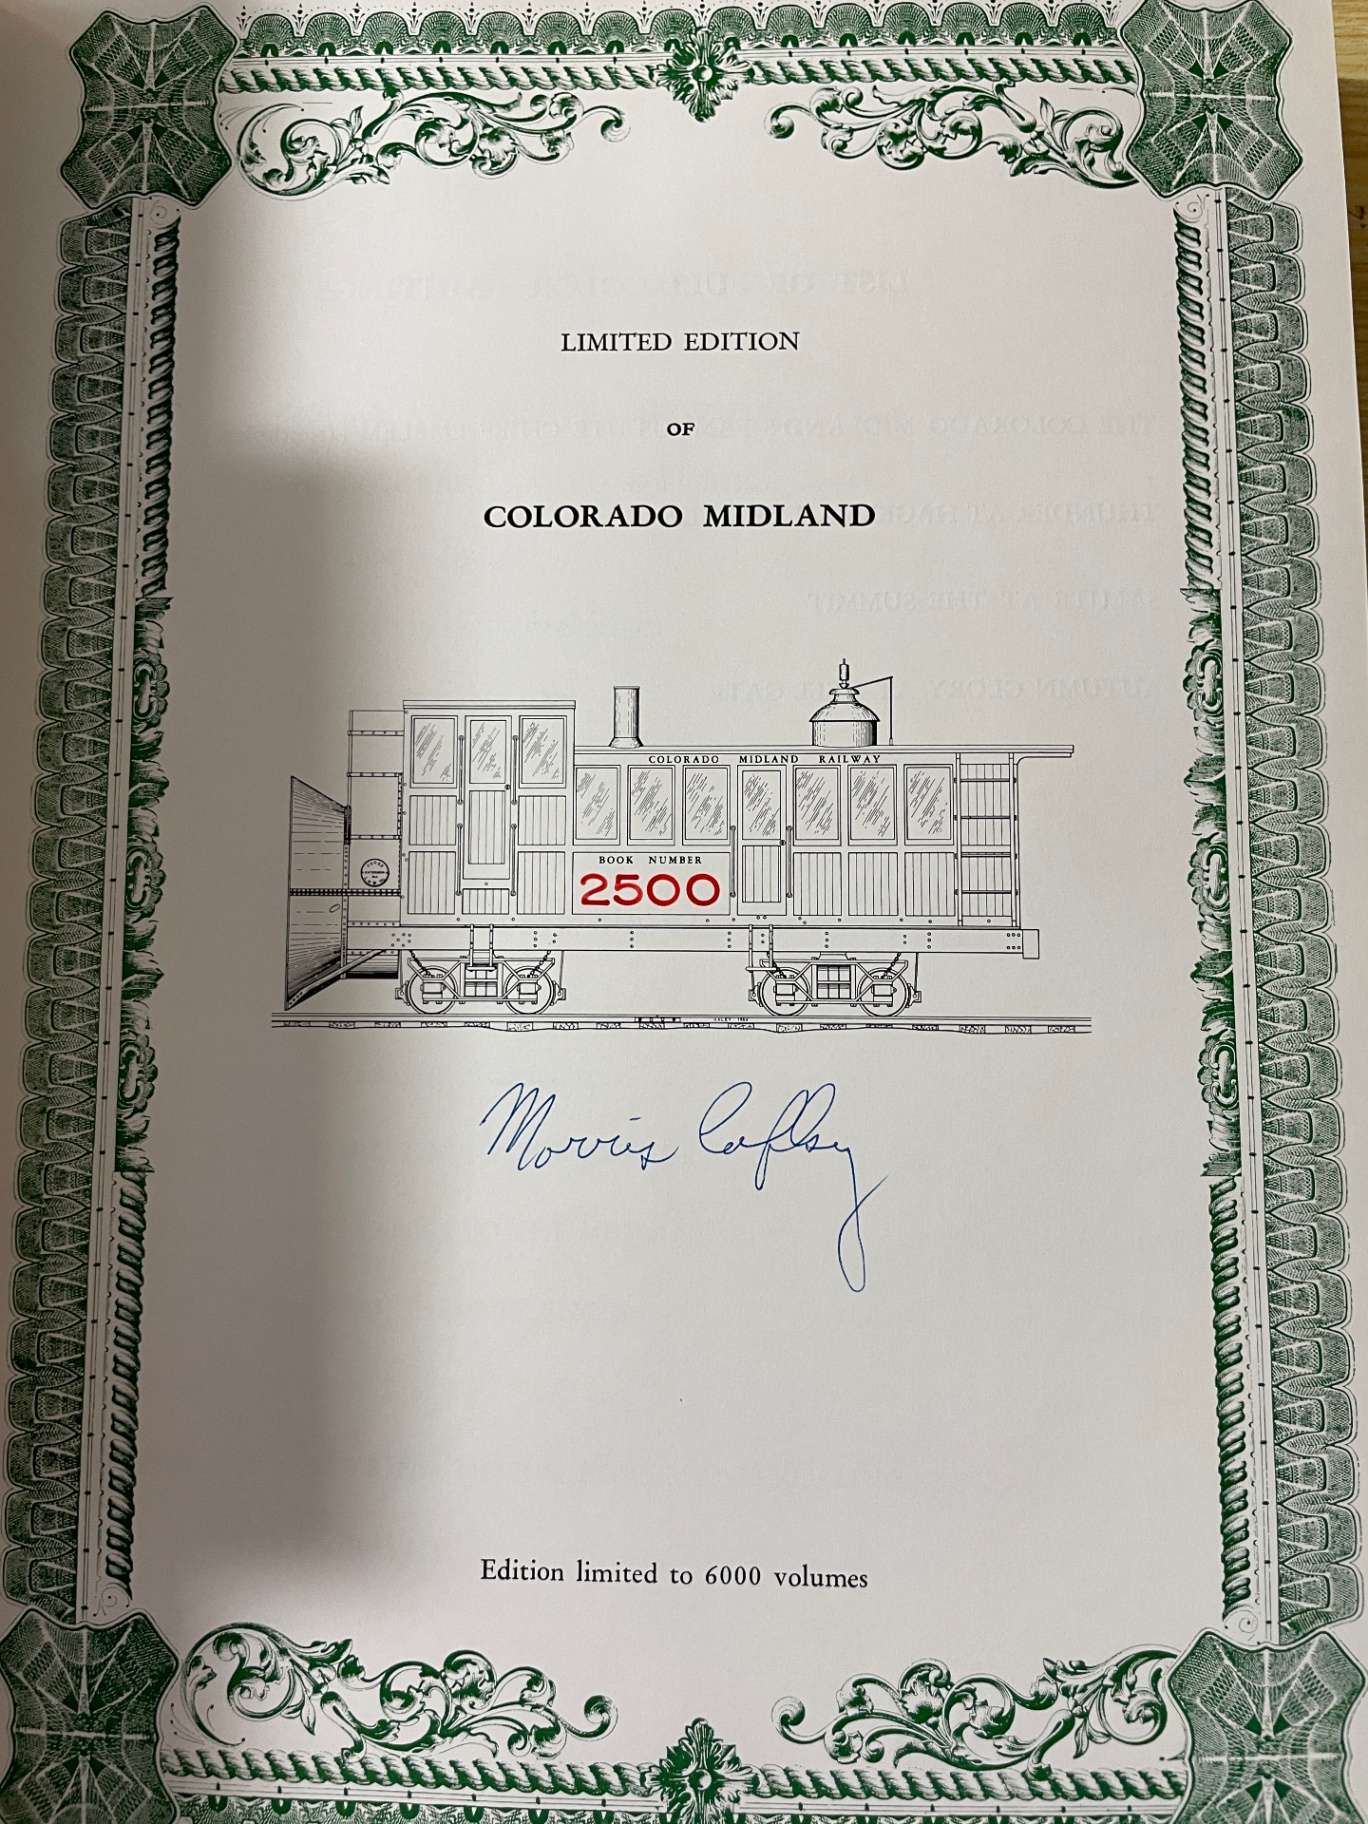 LIMITED EDITION
OF
COLORADO MIDLAND
COLORADO MIDLAND RAILWAY
BOOK NUMBER
2500
Morris Cafky
Edition limited to 6000 volumes